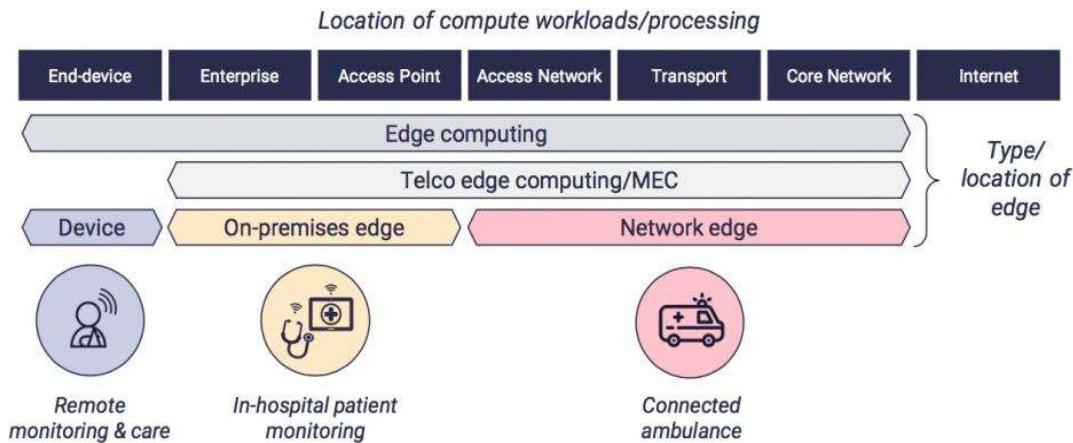 Location of compute workloads/processing
End-device
Enterprise
Access Point
Access Network
Transport
Core Network
Internet
Edge computing
Telco edge computing/MEC
Device
On-premises edge
Network edge
Type/
location of
edge
Remote
monitoring & care
In-hospital patient
monitoring
Connected
ambulance